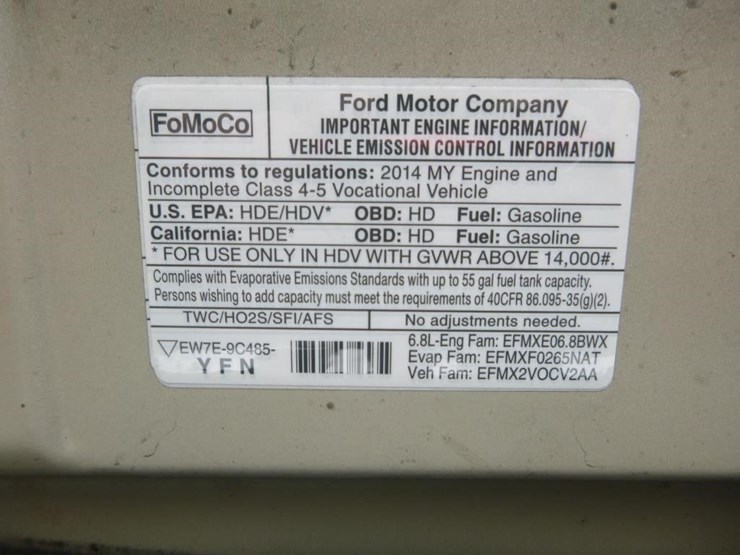 FoMoCo
Ford Motor Company
IMPORTANT ENGINE INFORMATION/
VEHICLE EMISSION CONTROL INFORMATION
Conforms to regulations: 2014 MY Engine and
Incomplete Class 4-5 Vocational Vehicle
U.S. EPA: HDE/HDV* OBD: HD Fuel: Gasoline
California: HDE* OBD: HD Fuel: Gasoline
* FOR USE ONLY IN HDV WITH GVWR ABOVE 14,000#.
Complies with Evaporative Emissions Standards with up to 55 gal fuel tank capacity.
Persons wishing to add capacity must meet the requirements of 40CFR 86.095-35(g)(2).
TWC/HO2S/SFI/AFS No adjustments needed.
EW7E-9C485-
YFN
6.8L-Eng Fam: EFMXE06.8BWX
Evap Fam: EFMXF0265NAT
Veh Fam: EFMX2VOCV2AA